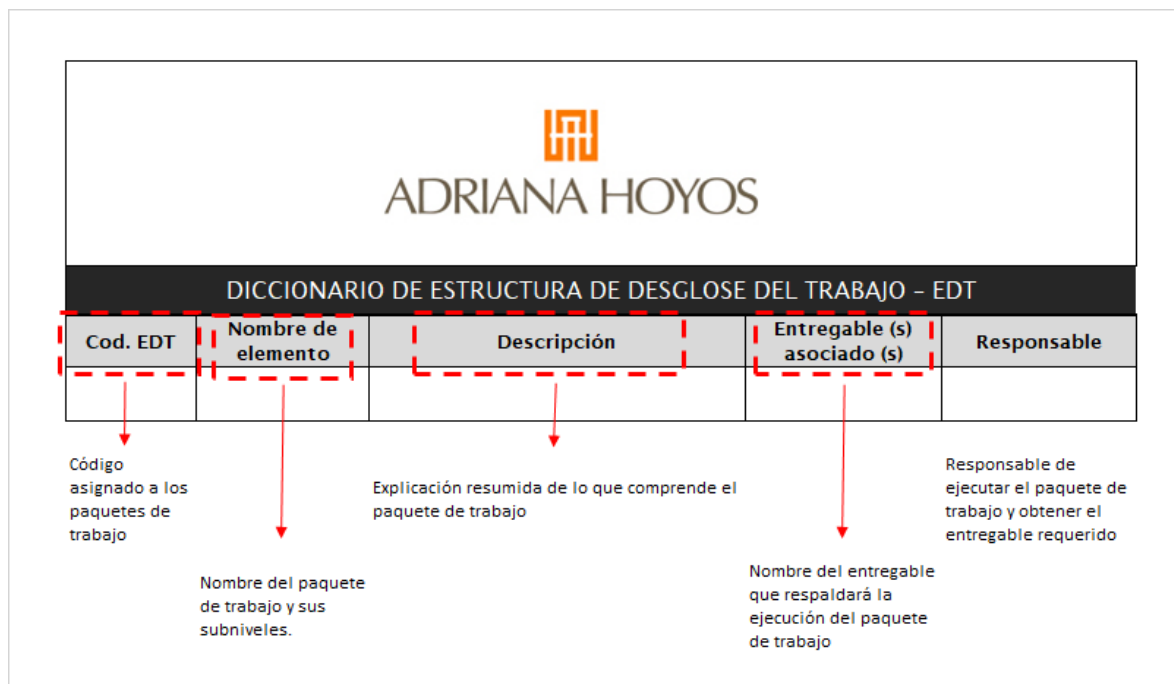 ADRIANA HOYOS
DICCIONARIO DE ESTRUCTURA DE DESGLOSE DEL TRABAJO – EDT
Cod. EDT
Nombre de
elemento
Descripción
Entregable (s)
asociado (s)
Responsable
Código
asignado a los
paquetes de
trabajo
Nombre del paquete
de trabajo y sus
subniveles.
Explicación resumida de lo que comprende el
paquete de trabajo
Nombre del entregable
que respaldará la
ejecución del paquete
de trabajo
Responsable de
ejecutar el paquete de
trabajo y obtener el
entregable requerido